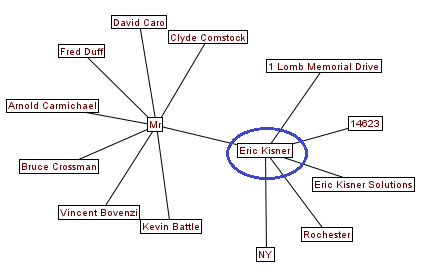 David Caro
Clyde Comstock
Fred Duff
1 Lomb Memorial Drive
Arnold Carmichael
Mr
14623
Eric Kisner
Bruce Crossman
Eric Kisner Solutions
Vincent Bovenzi
Kevin Battle
Rochester
NY